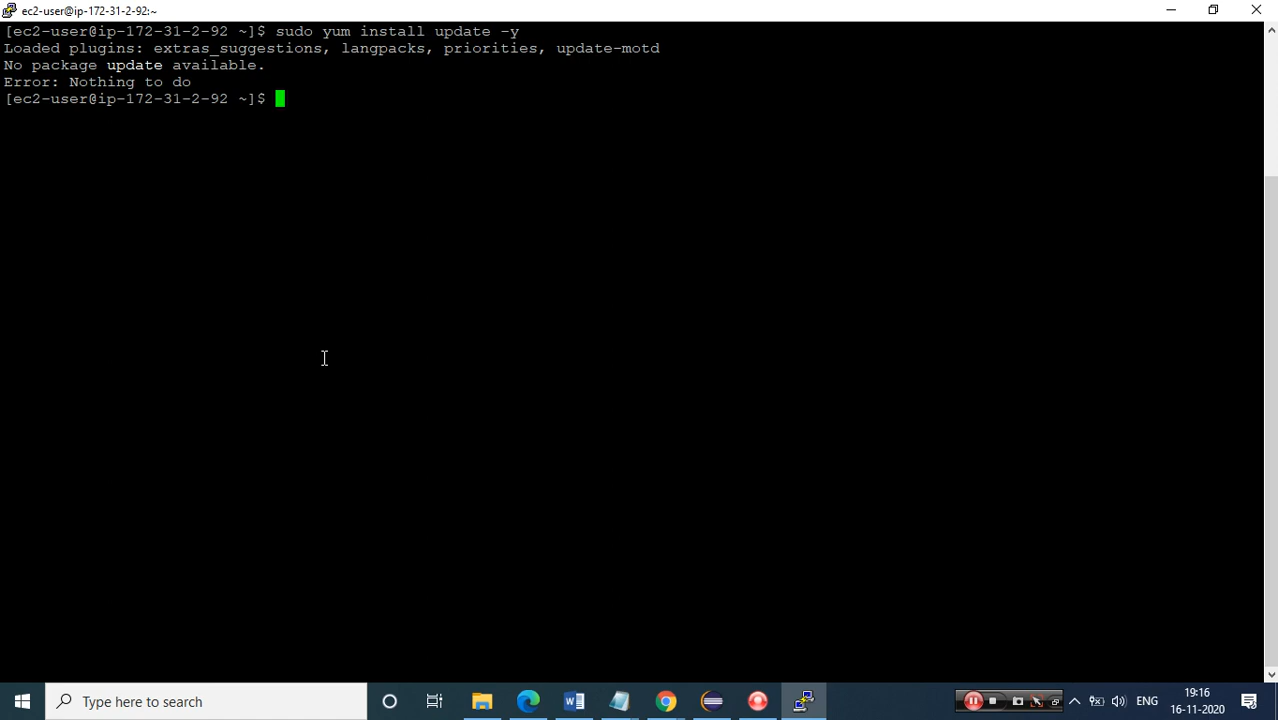 ec2-user@ip-172-31-2-92:~
[ec2-user@ip-172-31-2-92 ~]$ sudo yum install update -y
Loaded plugins: extras_suggestions, langpacks, priorities, update-motd
No package update available.
Error: Nothing to do
[ec2-user@ip-172-31-2-92 ~]$
Type here to search
ENG
19:16
16-11-2020